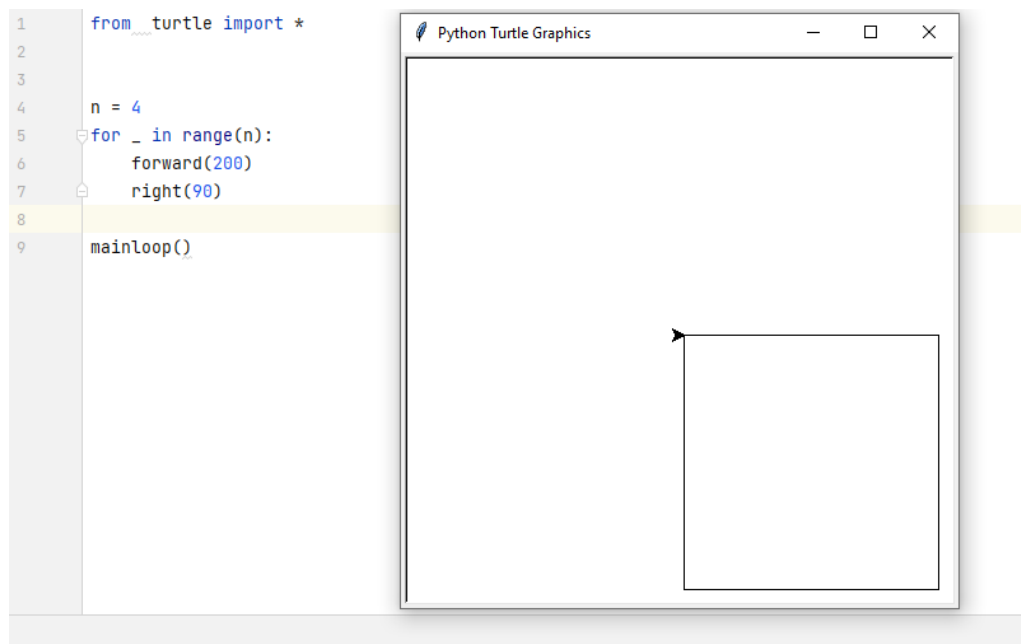 1 from  turtle import *
2
3
4 n = 4
5 for _ in range(n):
6     forward(200)
7     right(90)
8
9 mainloop()
Python Turtle Graphics